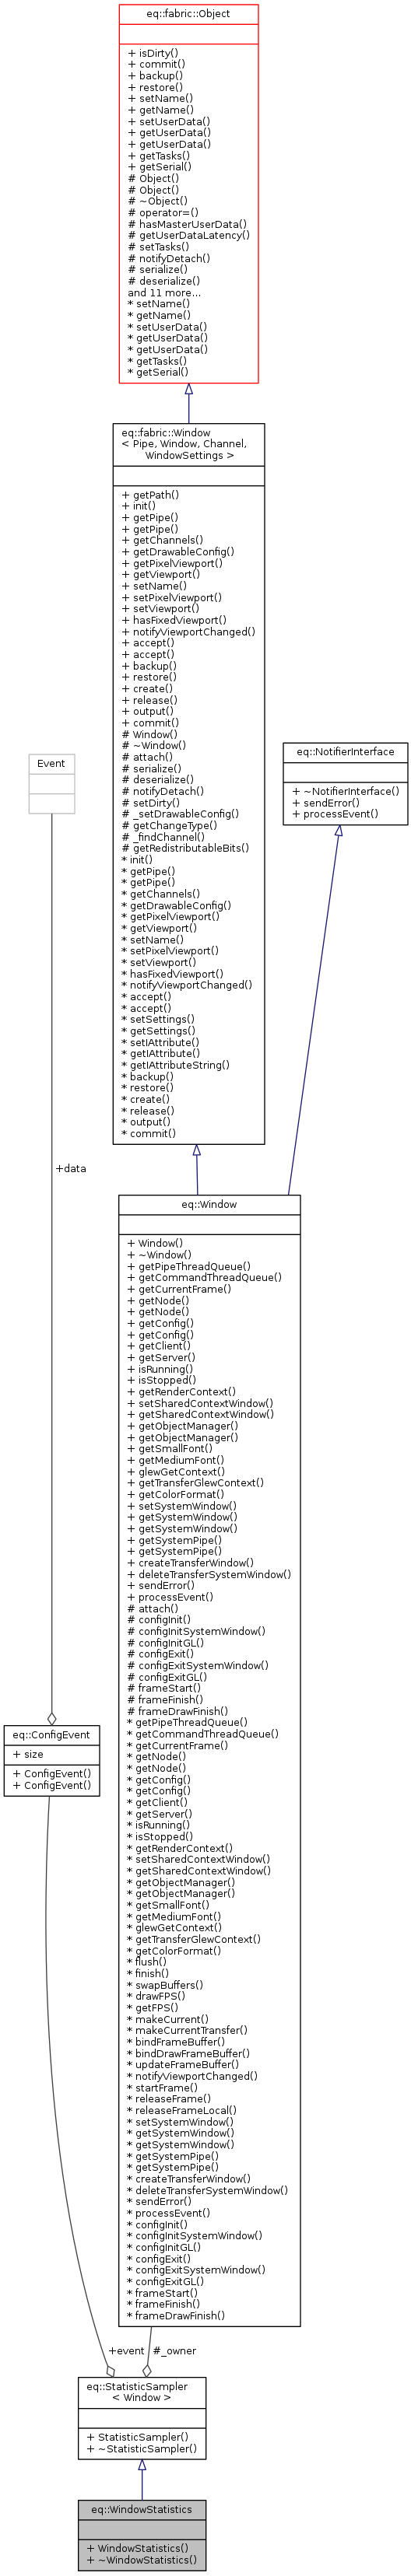 eq::fabric::Object
+ isDirty()
+ commit()
+ backup()
+ restore()
+ setName()
+ getName()
+ setUserData()
+ getUserData()
+ getUserData()
+ getTasks()
+ getSerial()
# Object()
# Object()
# ~Object()
# operator=()
# hasMasterUserData()
# getUserDataLatency()
# setTasks()
# notifyDetach()
# serialize()
# deserialize()
and 11 more...
* setName()
* getName()
* setUserData()
* getUserData()
* getUserData()
* getTasks()
* getSerial()
eq::fabric::Window
< Pipe, Window, Channel,
WindowSettings >
+ getPath()
+ init()
+ getPipe()
+ getPipe()
+ getChannels()
+ getDrawableConfig()
+ getPixelViewport()
+ getViewport()
+ setName()
+ setPixelViewport()
+ setViewport()
+ hasFixedViewport()
+ notifyViewportChanged()
+ accept()
+ accept()
+ backup()
+ restore()
+ create()
+ release()
+ output()
+ commit()
# Window()
# ~Window()
# attach()
# serialize()
# deserialize()
# notifyDetach()
# setDirty()
# _setDrawableConfig()
# getChangeType()
# _findChannel()
# getRedistributableBits()
* init()
* getPipe()
* getPipe()
* getChannels()
* getDrawableConfig()
* getPixelViewport()
* getViewport()
* setName()
* setPixelViewport()
* setViewport()
* hasFixedViewport()
* notifyViewportChanged()
* accept()
* accept()
* setSettings()
* getSettings()
* setIAttribute()
* getIAttribute()
* getIAttributeString()
* backup()
* restore()
* create()
* release()
* output()
* commit()
eq::NotifierInterface
+ ~NotifierInterface()
+ sendError()
+ processEvent()
Event
+data
eq::Window
+ Window()
+ ~Window()
+ getPipeThreadQueue()
+ getCommandThreadQueue()
+ getCurrentFrame()
+ getNode()
+ getNode()
+ getConfig()
+ getConfig()
+ getClient()
+ getServer()
+ isRunning()
+ isStopped()
+ getRenderContext()
+ setSharedContextWindow()
+ getSharedContextWindow()
+ getObjectManager()
+ getObjectManager()
+ getSmallFont()
+ getMediumFont()
+ glewGetContext()
+ getTransferGlewContext()
+ getColorFormat()
+ setSystemWindow()
+ getSystemWindow()
+ getSystemWindow()
+ getSystemPipe()
+ getSystemPipe()
+ createTransferWindow()
+ deleteTransferSystemWindow()
+ sendError()
+ processEvent()
# attach()
# configInit()
# configInitSystemWindow()
# configInitGL()
# configExit()
# configExitSystemWindow()
# configExitGL()
# frameStart()
# frameFinish()
# frameDrawFinish()
* getPipeThreadQueue()
* getCommandThreadQueue()
* getCurrentFrame()
* getNode()
* getNode()
* getConfig()
* getConfig()
* getClient()
* getServer()
* isRunning()
* isStopped()
* getRenderContext()
* setSharedContextWindow()
* getSharedContextWindow()
* getObjectManager()
* getObjectManager()
* getSmallFont()
* getMediumFont()
* glewGetContext()
* getTransferGlewContext()
* getColorFormat()
* flush()
* finish()
* swapBuffers()
* drawFPS()
* getFPS()
* makeCurrent()
* makeCurrentTransfer()
* bindFrameBuffer()
* bindDrawFrameBuffer()
* updateFrameBuffer()
* notifyViewportChanged()
* startFrame()
* releaseFrame()
* releaseFrameLocal()
* setSystemWindow()
* getSystemWindow()
* getSystemWindow()
* getSystemPipe()
* getSystemPipe()
* createTransferWindow()
* deleteTransferSystemWindow()
* sendError()
* processEvent()
* configInit()
* configInitSystemWindow()
* configInitGL()
* configExit()
* configExitSystemWindow()
* configExitGL()
* frameStart()
* frameFinish()
* frameDrawFinish()
eq::ConfigEvent
+ size
+ ConfigEvent()
+ ConfigEvent()
+event
#_owner
eq::StatisticSampler
< Window >
+ StatisticSampler()
+ ~StatisticSampler()
eq::WindowStatistics
+ WindowStatistics()
+ ~WindowStatistics()